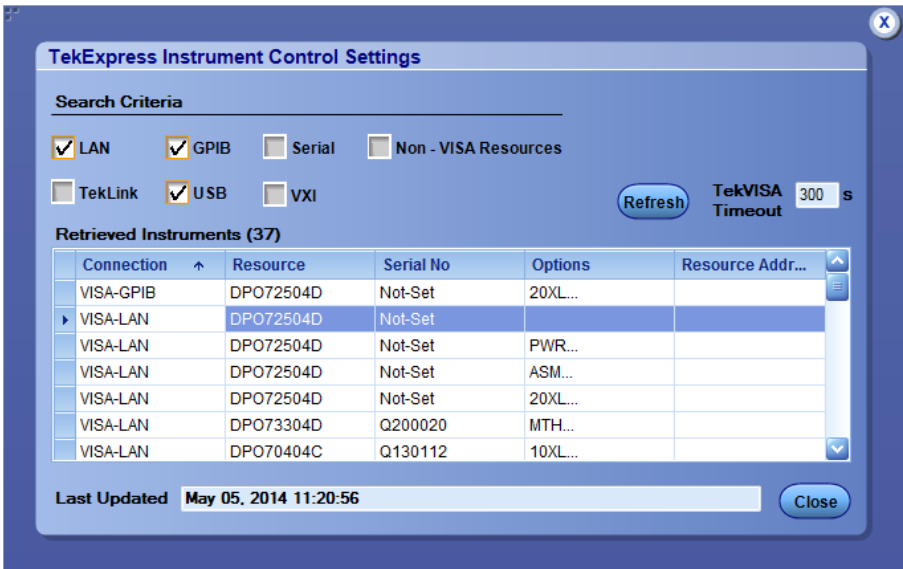 X
TekExpress Instrument Control Settings
Search Criteria
LAN GPIB Serial Non - VISA Resources
TekLink USB VXI Refresh TekVISA Timeout 300 s
Retrieved Instruments (37)
Connection Resource Serial No Options Resource Addr...
VISA-GPIB DPO72504D Not-Set 20XL...
VISA-LAN DPO72504D Not-Set
VISA-LAN DPO72504D Not-Set PWR...
VISA-LAN DPO72504D Not-Set ASM...
VISA-LAN DPO72504D Not-Set 20XL...
VISA-LAN DPO73304D Q200020 MTH...
VISA-LAN DPO70404C Q130112 10XL...
Last Updated May 05, 2014 11:20:56 Close